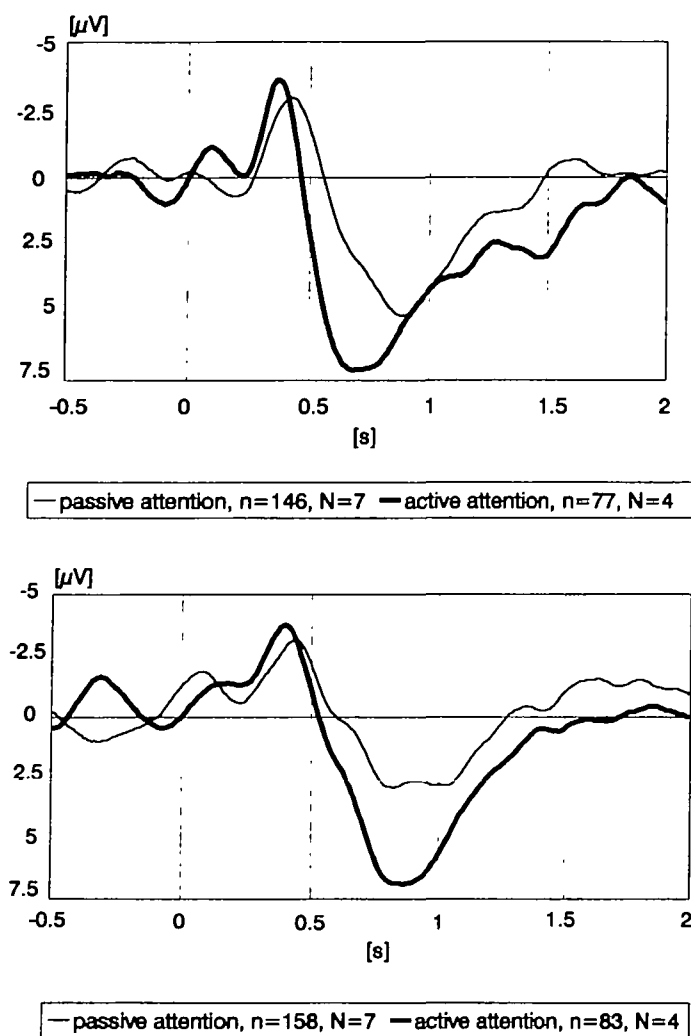 [µV]
-5
-2.5
0
2.5
5
7.5
-0.5 0 0.5 1 1.5 2
[s]
passive attention, n=146, N=7 active attention, n=77, N=4
[µV]
-5
-2.5
0
2.5
5
7.5
-0.5 0 0.5 1 1.5 2
[s]
passive attention, n=158, N=7 active attention, n=83, N=4